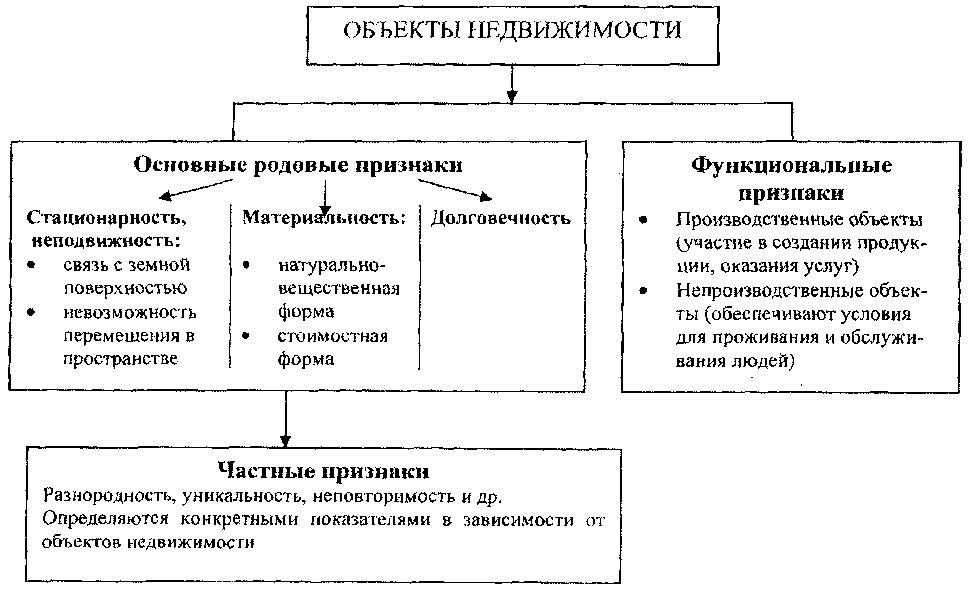 ОБЪЕКТЫ НЕДВИЖИМОСТИ
Основные родовые признаки
Стационарность,
неподвижность:
• связь с земной
поверхностью
• невозможность
перемещения в
пространстве
Материальность:
• натурально-
вещественная
форма
• стоимостная
форма
Долговечность
Функциональные
признаки
• Производственные объекты
(участие в создании продук-
ции, оказания услуг)
• Непроизводственные объек-
ты (обеспечивают условия
для проживания и обслужи-
вания людей)
Частные признаки
Разнородность, уникальность, неповторимость и др.
Определяются конкретными показателями в зависимости от
объектов недвижимости